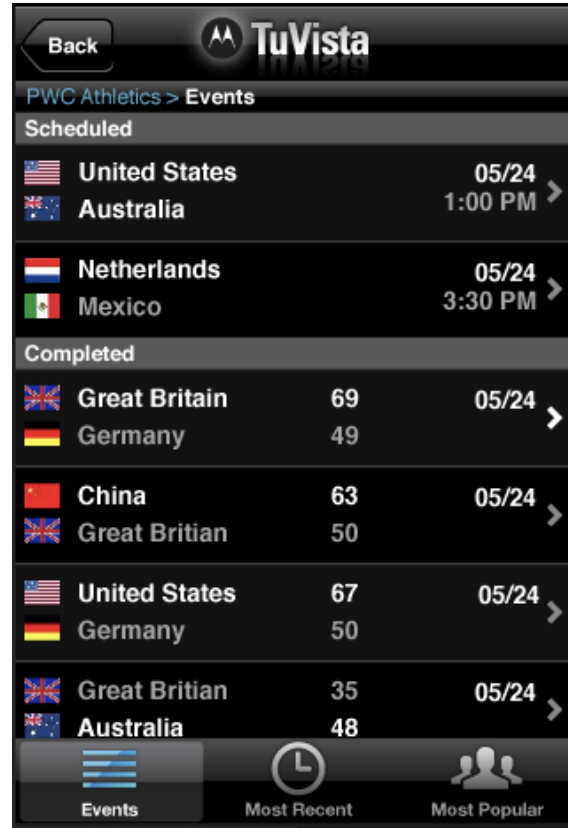 Back
TuVista
PWC Athletics > Events
Scheduled
United States 05/24
Australia 1:00 PM
Netherlands 05/24
Mexico 3:30 PM
Completed
Great Britain 69 05/24
Germany 49
China 63 05/24
Great Britian 50
United States 67 05/24
Germany 50
Great Britian 35 05/24
Australia 48
Events
Most Recent
Most Popular